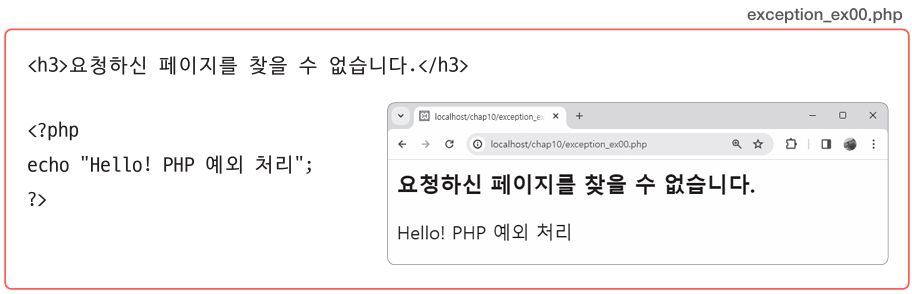 exception_ex00.php
<h3>요청하신 페이지를 찾을 수 없습니다.</h3>
<?php
echo "Hello! PHP 예외 처리";
?>
localhost/chap10/exception_ex
localhost/chap10/exception_ex00.php
요청하신 페이지를 찾을 수 없습니다.
Hello! PHP 예외 처리